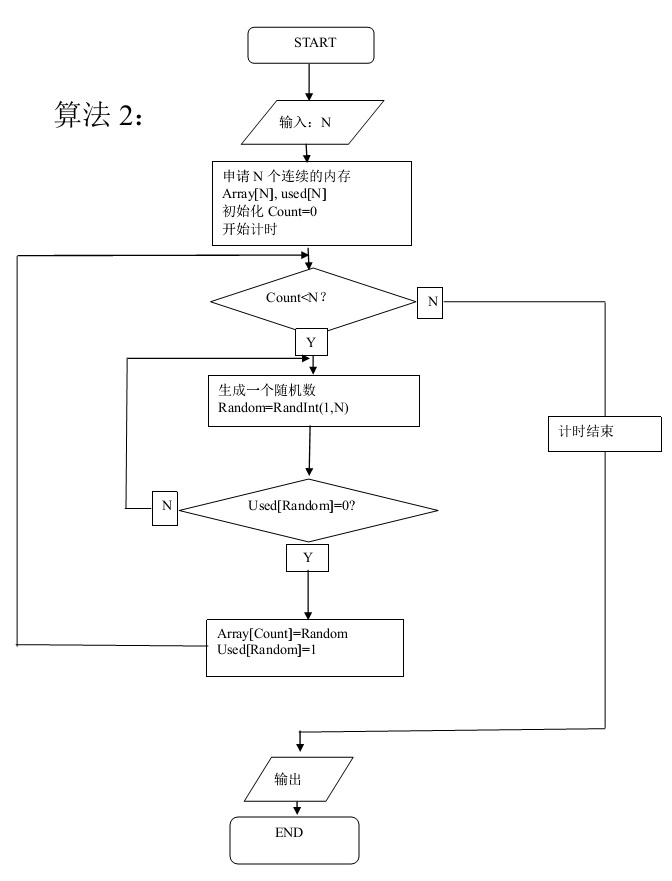 START
算法 2：
输入：N
申请 N 个连续的内存
Array[N], used[N]
初始化 Count=0
开始计时
Count<N？
N
Y
生成一个随机数
Random=RandInt(1,N)
计时结束
Used[Random]=0?
N
Y
Array[Count]=Random
Used[Random]=1
输出
END